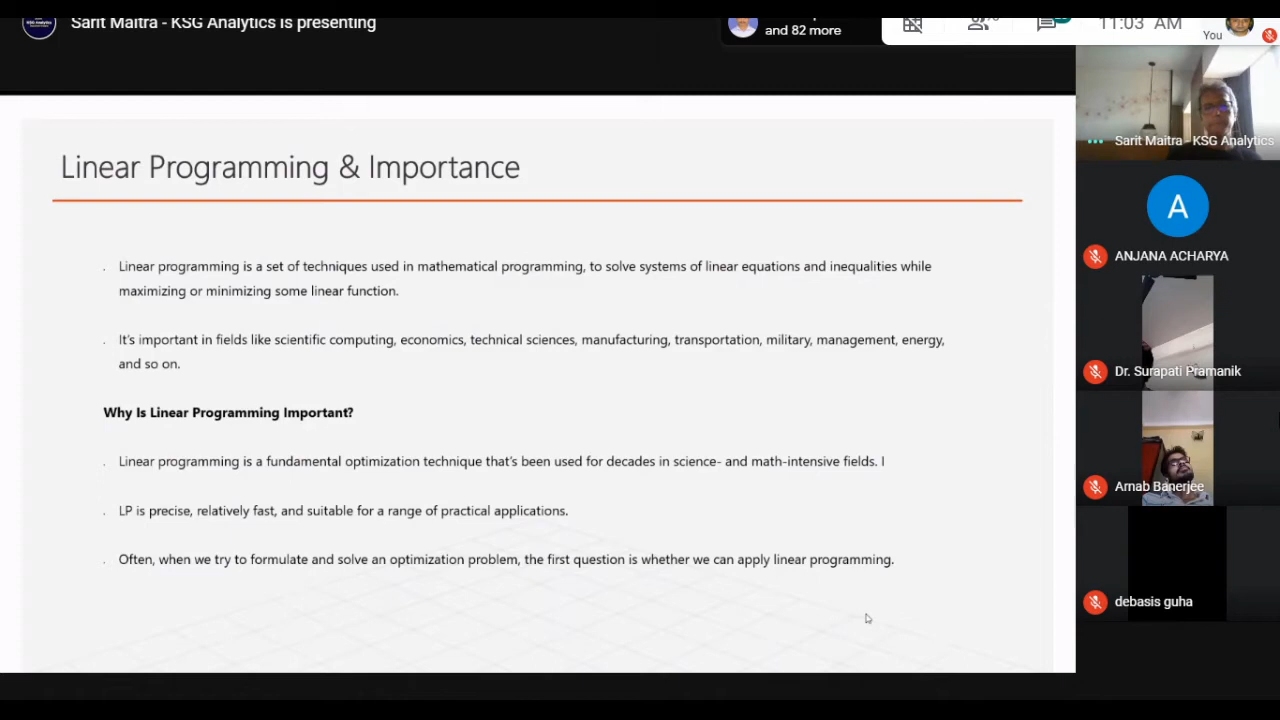 Sarit Maitra - KSG Analytics is presenting
and 82 more
11:03 AM
You
Linear Programming & Importance
. Linear programming is a set of techniques used in mathematical programming, to solve systems of linear equations and inequalities while
maximizing or minimizing some linear function.
. It's important in fields like scientific computing, economics, technical sciences, manufacturing, transportation, military, management, energy,
and so on.
Why Is Linear Programming Important?
. Linear programming is a fundamental optimization technique that's been used for decades in science- and math-intensive fields. I
. LP is precise, relatively fast, and suitable for a range of practical applications.
. Often, when we try to formulate and solve an optimization problem, the first question is whether we can apply linear programming.
Sarit Maitra - KSG Analytics
A
ANJANA ACHARYA
Dr. Surapati Pramanik
Arnab Banerjee
debasis guha